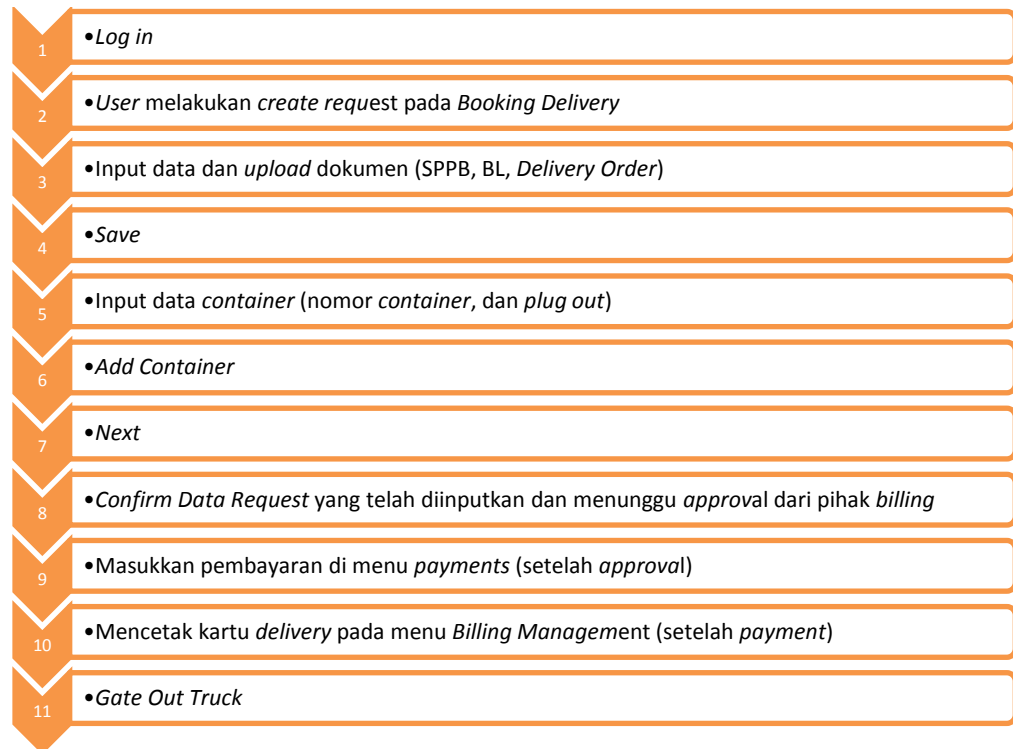 1
•Log in
2
•User melakukan create request pada Booking Delivery
3
•Input data dan upload dokumen (SPPB, BL, Delivery Order)
4
•Save
5
•Input data container (nomor container, dan plug out)
6
•Add Container
7
•Next
8
•Confirm Data Request yang telah diinputkan dan menunggu approval dari pihak billing
9
•Masukkan pembayaran di menu payments (setelah approval)
10
•Mencetak kartu delivery pada menu Billing Management (setelah payment)
11
•Gate Out Truck